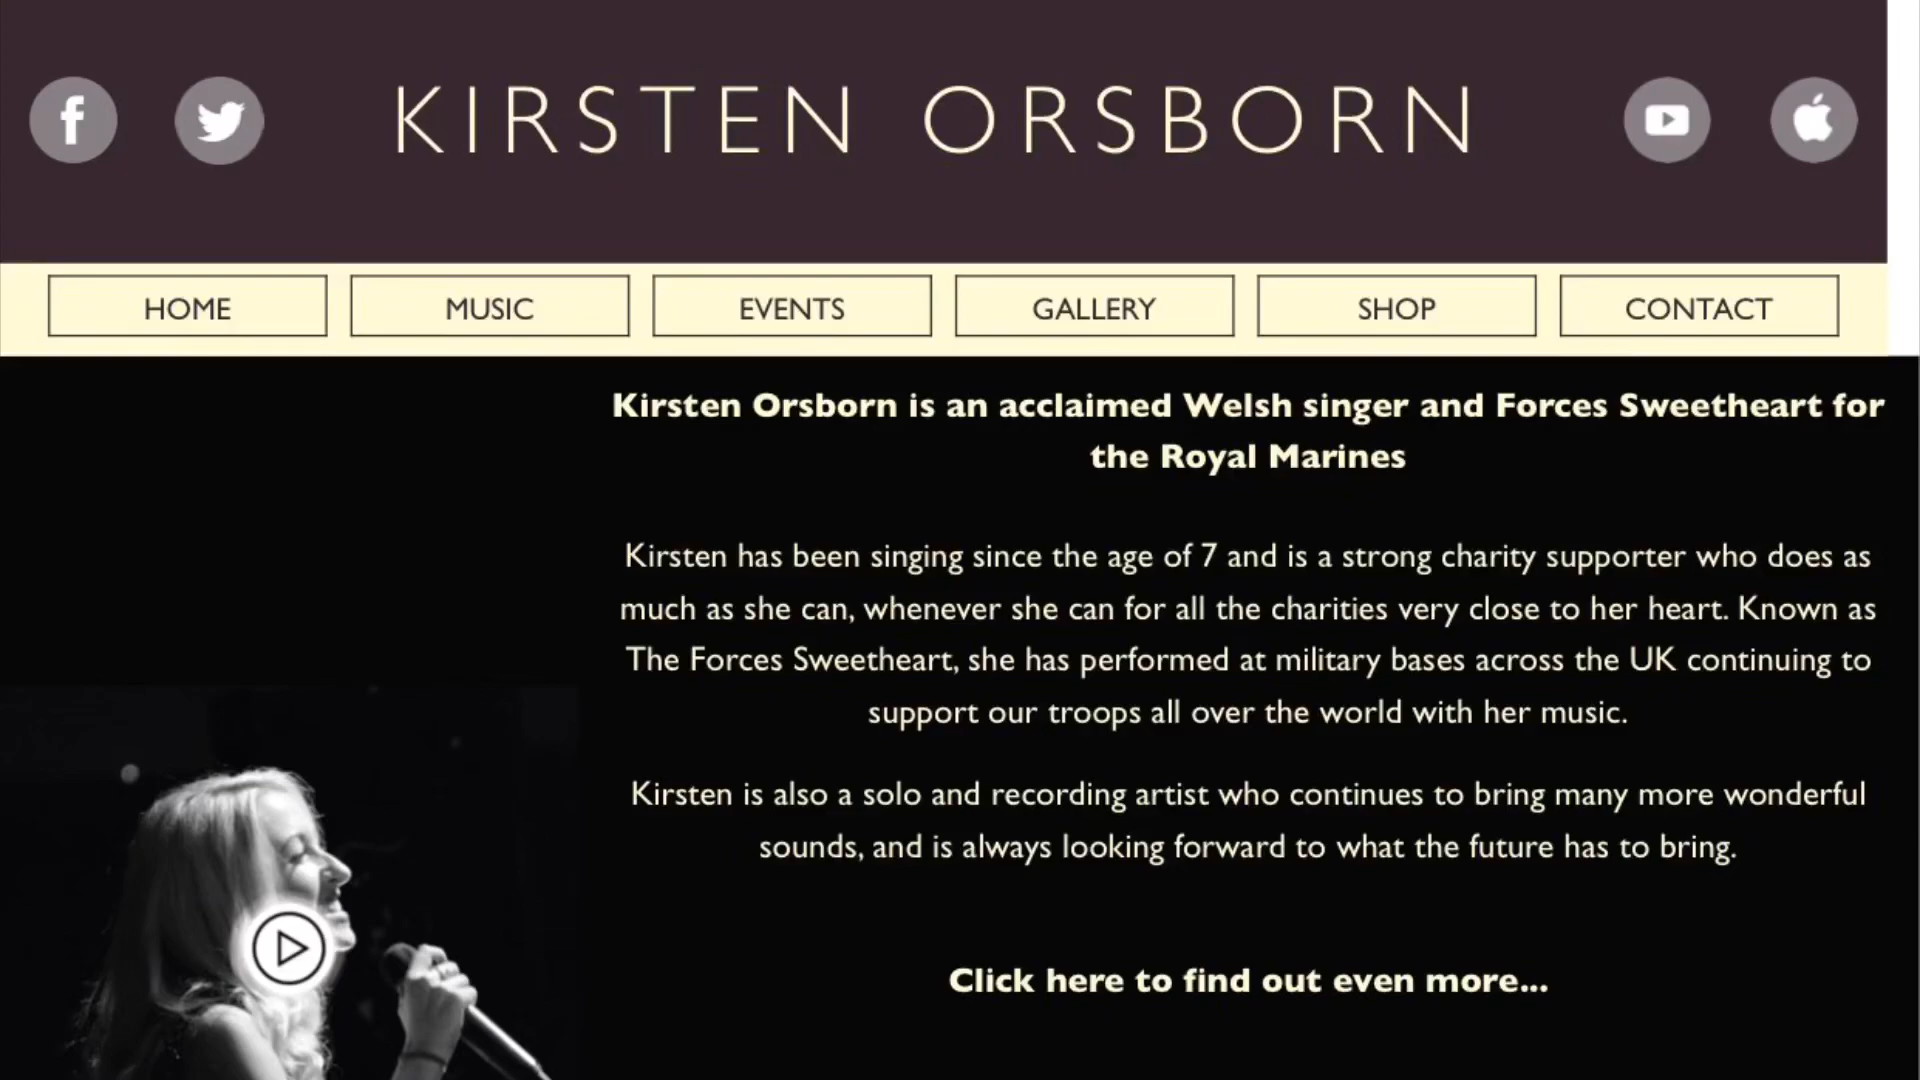 KIRSTEN ORSBORN
HOME
MUSIC
EVENTS
GALLERY
SHOP
CONTACT
Kirsten Orsborn is an acclaimed Welsh singer and Forces Sweetheart for
the Royal Marines
Kirsten has been singing since the age of 7 and is a strong charity supporter who does as
much as she can, whenever she can for all the charities very close to her heart. Known as
The Forces Sweetheart, she has performed at military bases across the UK continuing to
support our troops all over the world with her music.
Kirsten is also a solo and recording artist who continues to bring many more wonderful
sounds, and is always looking forward to what the future has to bring.
Click here to find out even more...